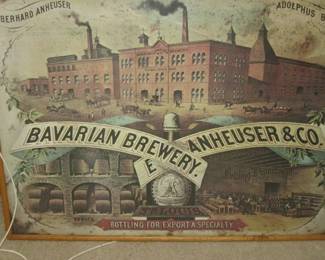 EBERHARD ANHEUSER
ADOLPHUS B
BAVARIAN BREWERY.
E. ANHEUSER & CO.
BOTTLING FOR EXPORT A SPECIALTY